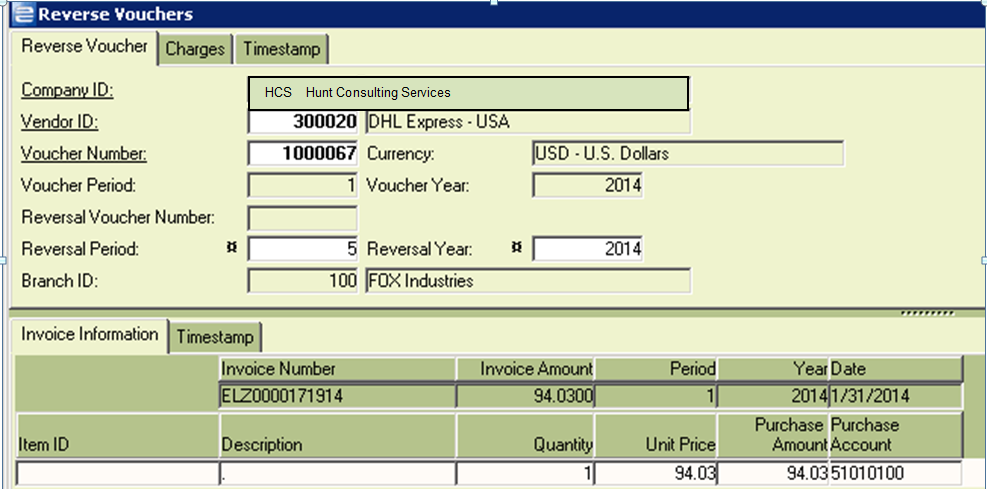 Reverse Vouchers
Reverse Voucher Charges Timestamp
Company ID: HCS Hunt Consulting Services
Vendor ID: 300020 DHL Express - USA
Voucher Number: 1000067 Currency: USD - U.S. Dollars
Voucher Period: 1 Voucher Year: 2014
Reversal Voucher Number:
Reversal Period: ¤ 5 Reversal Year: ¤ 2014
Branch ID: 100 FOX Industries
Invoice Information Timestamp
Invoice Number Invoice Amount Period Year Date
ELZ0000171914 94.0300 1 2014 1/31/2014
Item ID Description Quantity Unit Price Purchase Amount Purchase Account
. 1 94.03 94.03 51010100